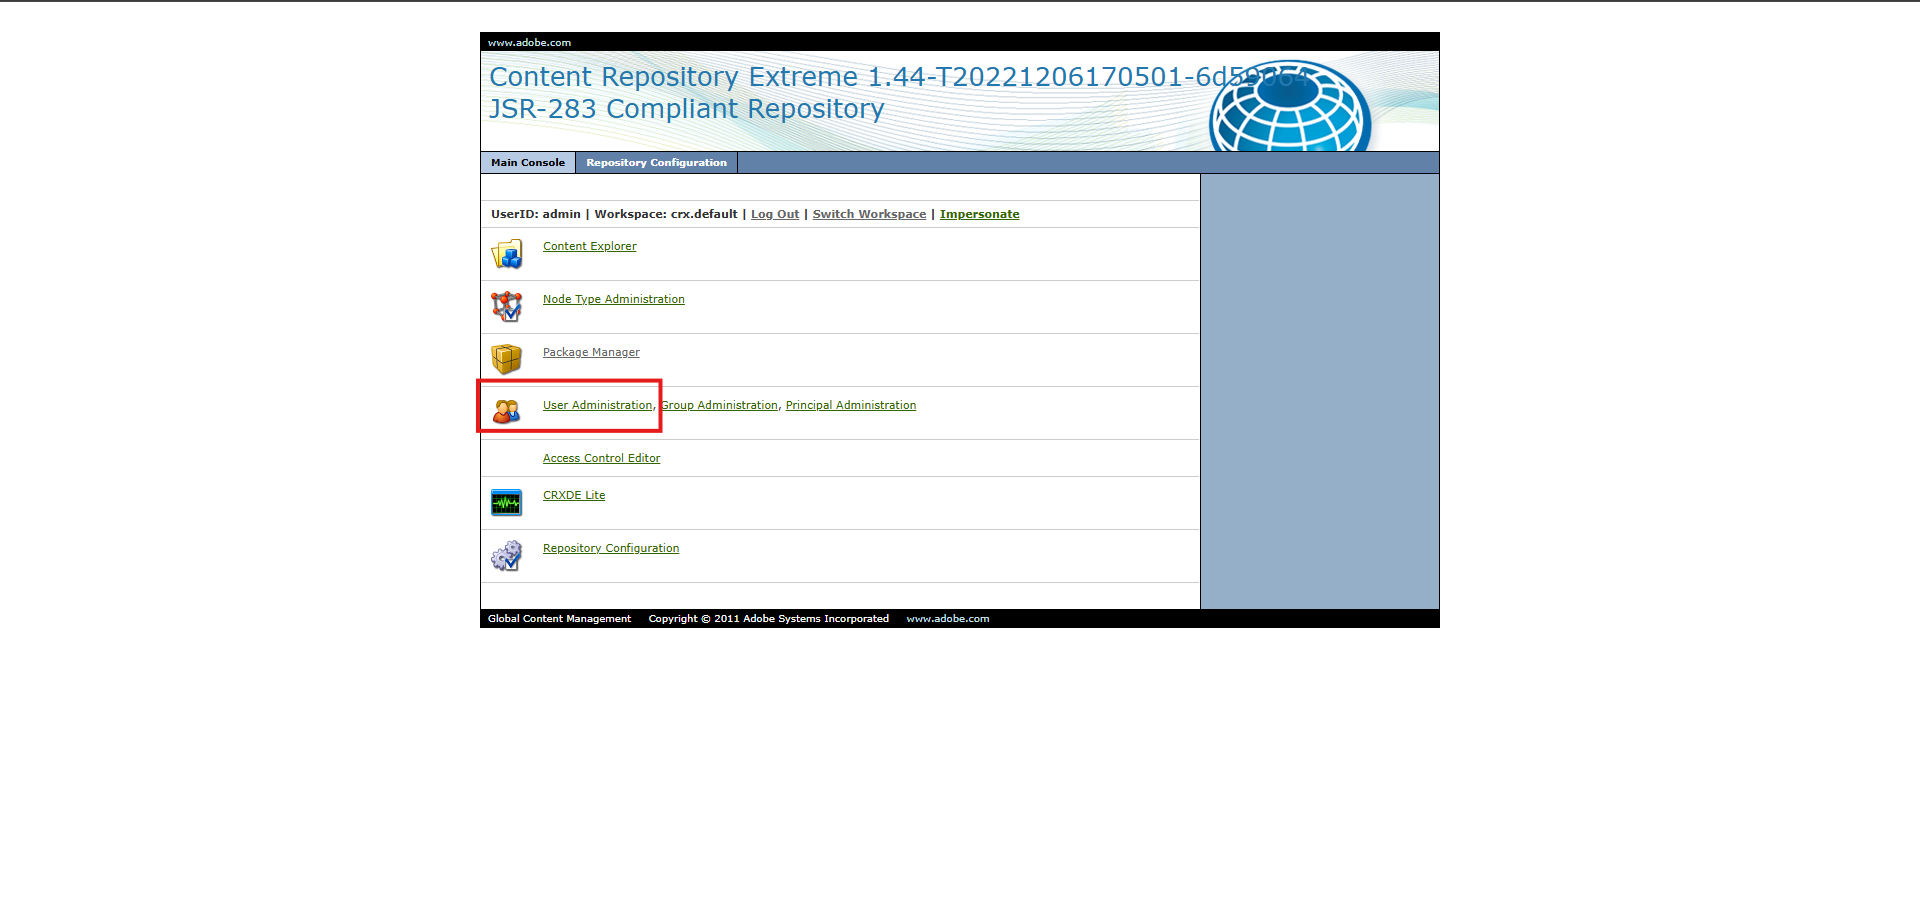 www.adobe.com
Content Repository Extreme 1.44-T20221206170501-6d59064
JSR-283 Compliant Repository
Main Console Repository Configuration
UserID: admin | Workspace: crx.default | Log Out | Switch Workspace | Impersonate
Content Explorer
Node Type Administration
Package Manager
User Administration, Group Administration, Principal Administration
Access Control Editor
CRXDE Lite
Repository Configuration
Global Content Management Copyright © 2011 Adobe Systems Incorporated www.adobe.com